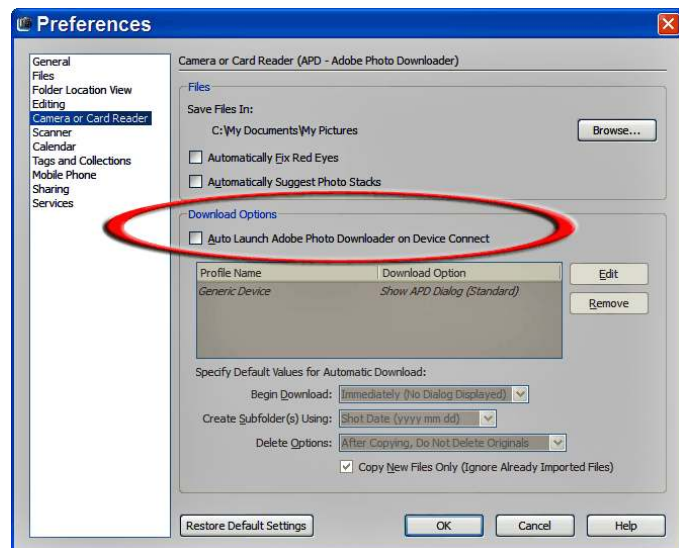 Preferences
General
Files
Folder Location View
Editing
Camera or Card Reader
Scanner
Calendar
Tags and Collections
Mobile Phone
Sharing
Services
Camera or Card Reader (APD - Adobe Photo Downloader)
Files
Save Files In:
C:\My Documents\My Pictures
Browse...
Automatically Fix Red Eyes
Automatically Suggest Photo Stacks
Download Options
Auto Launch Adobe Photo Downloader on Device Connect
Profile Name Download Option
Generic Device Show APD Dialog (Standard)
Edit
Remove
Specify Default Values for Automatic Download:
Begin Download: Immediately (No Dialog Displayed)
Create Subfolder(s) Using: Shot Date (yyyy mm dd)
Delete Options: After Copying, Do Not Delete Originals
Copy New Files Only (Ignore Already Imported Files)
Restore Default Settings OK Cancel Help